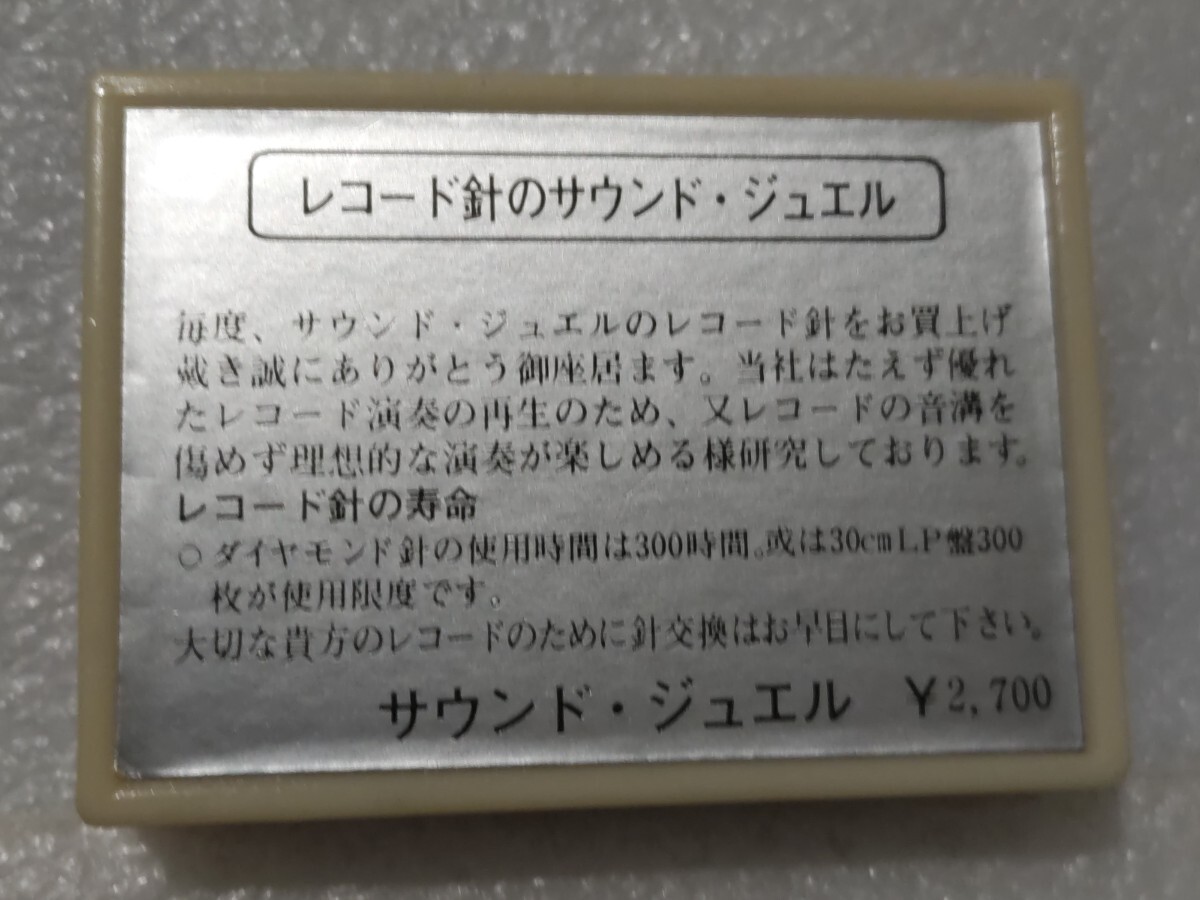 レコード針のサウンド・ジュエル
毎度、サウンド・ジュエルのレコード針をお買上げ
戴き誠にありがとう御座居ます。当社はたえず優れ
たレコード演奏の再生のため、又レコードの音溝を
傷めず理想的な演奏が楽しめる様研究しております。
レコード針の寿命
○ダイヤモンド針の使用時間は300時間。或は30cmLP盤300
枚が使用限度です。
大切な貴方のレコードのために針交換はお早目にして下さい。
サウンド・ジュエル ￥2,700